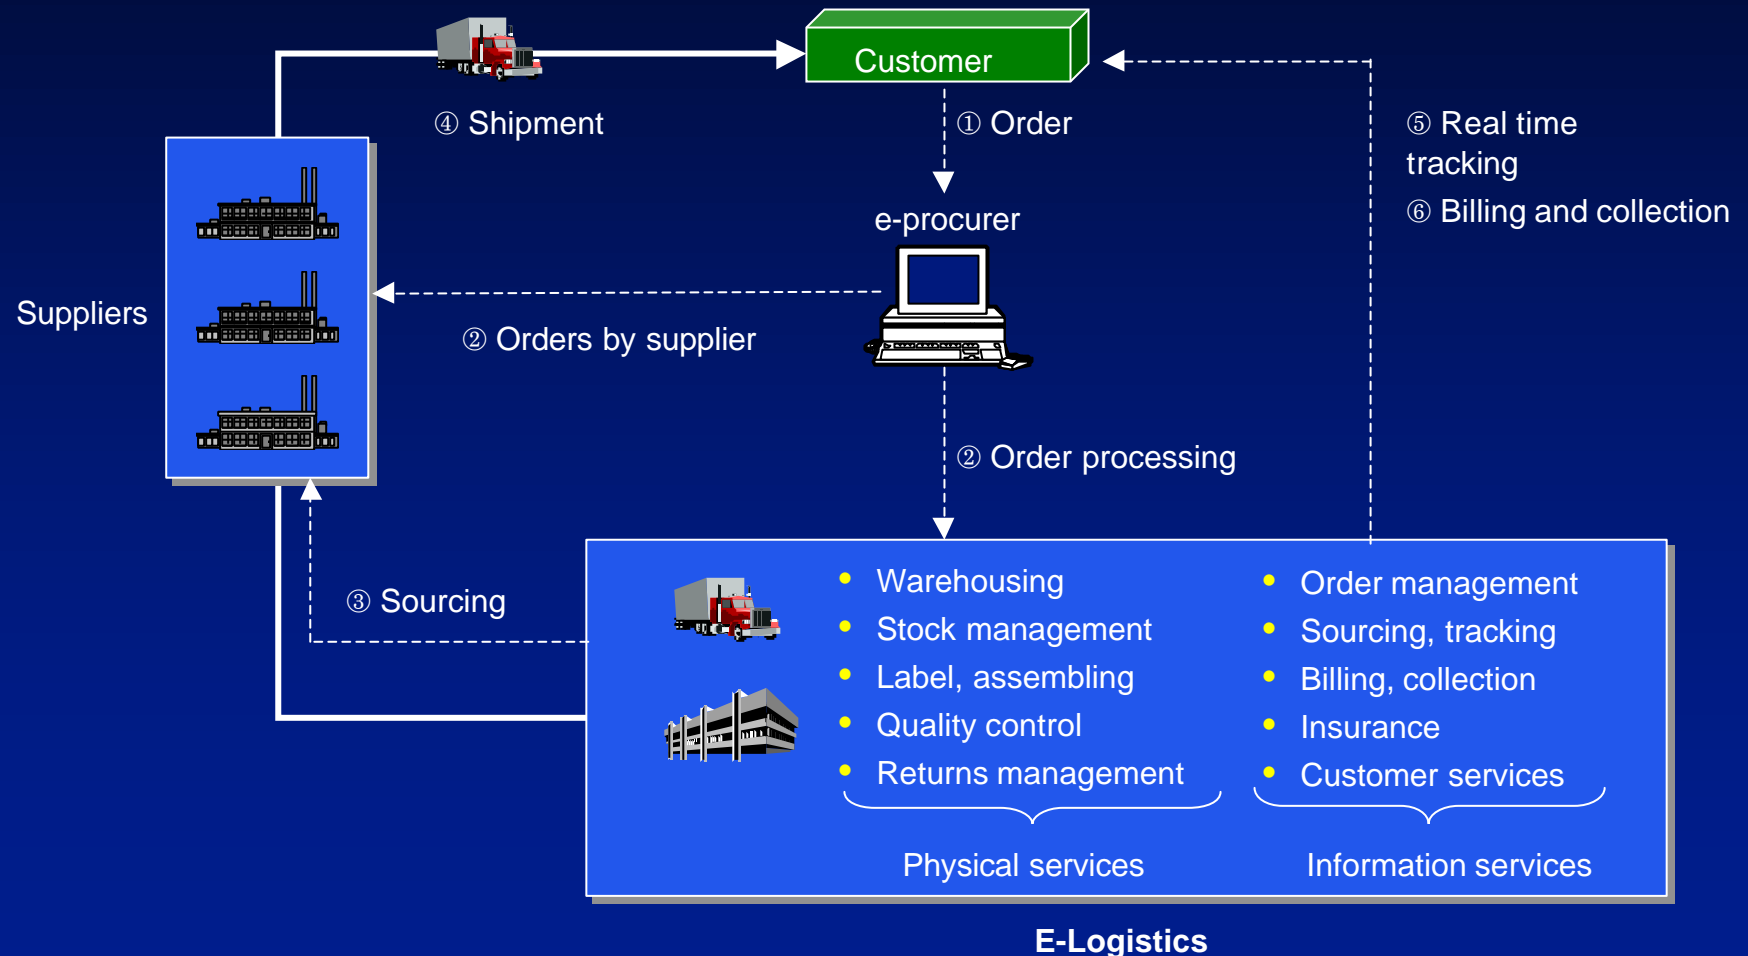 Customer
④ Shipment
① Order
⑤ Real time
tracking
⑥ Billing and collection
e-procurer
Suppliers
② Orders by supplier
② Order processing
③ Sourcing
• Warehousing
• Stock management
• Label, assembling
• Quality control
• Returns management
Physical services
• Order management
• Sourcing, tracking
• Billing, collection
• Insurance
• Customer services
Information services
E-Logistics